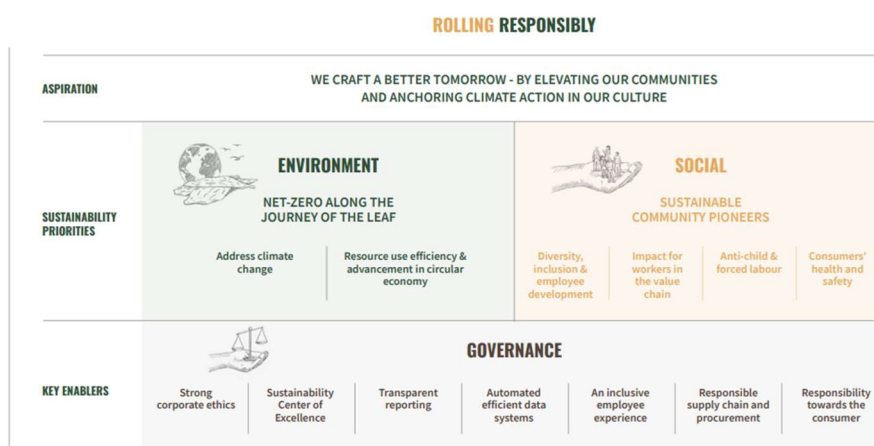 ROLLING RESPONSIBLY
ASPIRATION
WE CRAFT A BETTER TOMORROW - BY ELEVATING OUR COMMUNITIES
AND ANCHORING CLIMATE ACTION IN OUR CULTURE
SUSTAINABILITY
PRIORITIES
ENVIRONMENT
NET-ZERO ALONG THE
JOURNEY OF THE LEAF
Address climate
change
Resource use efficiency &
advancement in circular
economy
SOCIAL
SUSTAINABLE
COMMUNITY PIONEERS
Diversity,
inclusion &
employee
development
Impact for
workers in
the value
chain
Anti-child &
forced labour
Consumers'
health and
safety
KEY ENABLERS
GOVERNANCE
Strong
corporate ethics
Sustainability
Center of
Excellence
Transparent
reporting
Automated
efficient data
systems
An inclusive
employee
experience
Responsible
supply chain and
procurement
Responsibility
towards the
consumer